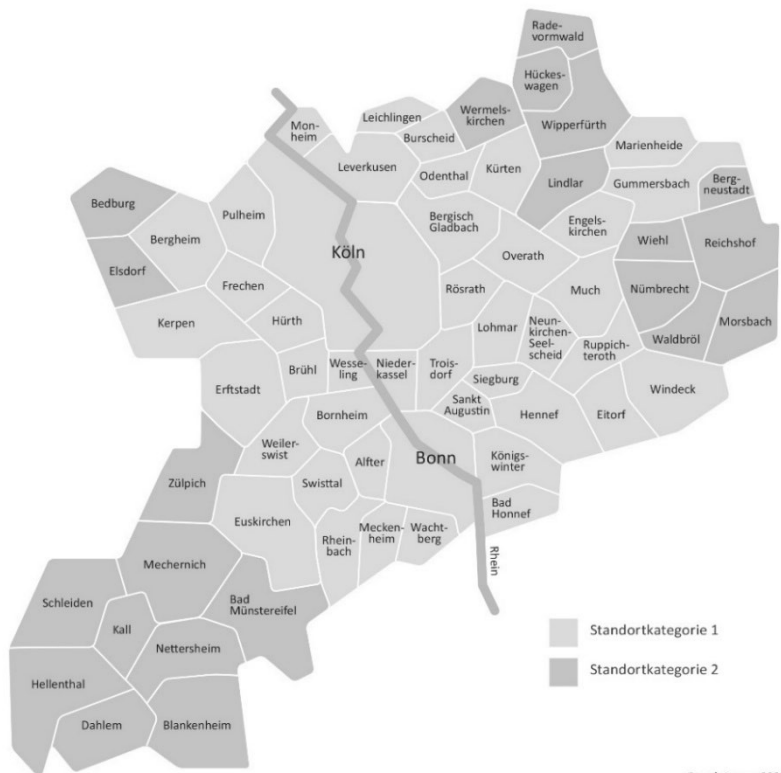 Rade-
vormwald
Hückes-
wagen
Wermels-
kirchen
Wipperfürth
Leichlingen
Mon-
heim
Burscheid
Marienheide
Leverkusen
Odenthal
Kürten
Lindlar
Gummersbach
Berg-
neustadt
Bedburg
Pulheim
Bergheim
Bergisch
Gladbach
Engels-
kirchen
Wiehl
Reichshof
Köln
Overath
Elsdorf
Frechen
Rösrath
Much
Nümbrecht
Kerpen
Hürth
Lohmar
Neun-
kirchen-
Seel-
scheid
Ruppich-
teroth
Waldbröl
Morsbach
Brühl
Wesse-
ling
Nieder-
kassel
Trois-
dorf
Siegburg
Erftstadt
Windeck
Sankt
Augustin
Hennef
Eitorf
Bornheim
Weiler-
swist
Alfter
Bonn
Königs-
winter
Zülpich
Swisttal
Bad
Honnef
Euskirchen
Rhein-
bach
Mecken-
heim
Wacht-
berg
Rhein
Mechernich
Schleiden
Bad
Münstereifel
Kall
Nettersheim
Hellenthal
Dahlem
Blankenheim
Standortkategorie 1
Standortkategorie 2